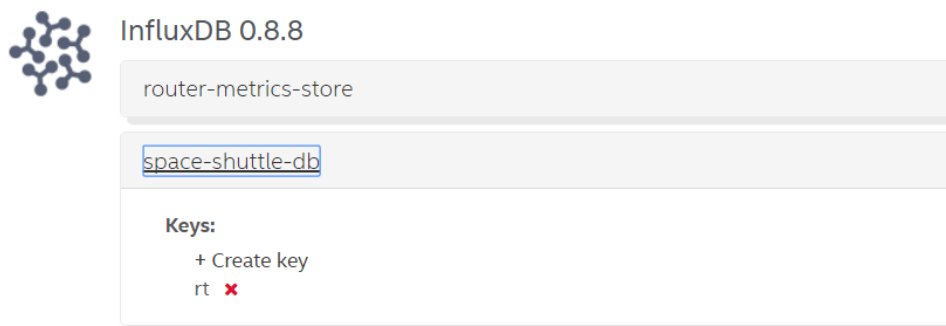 InfluxDB 0.8.8
router-metrics-store
space-shuttle-db
Keys:
+ Create key
rt ✖